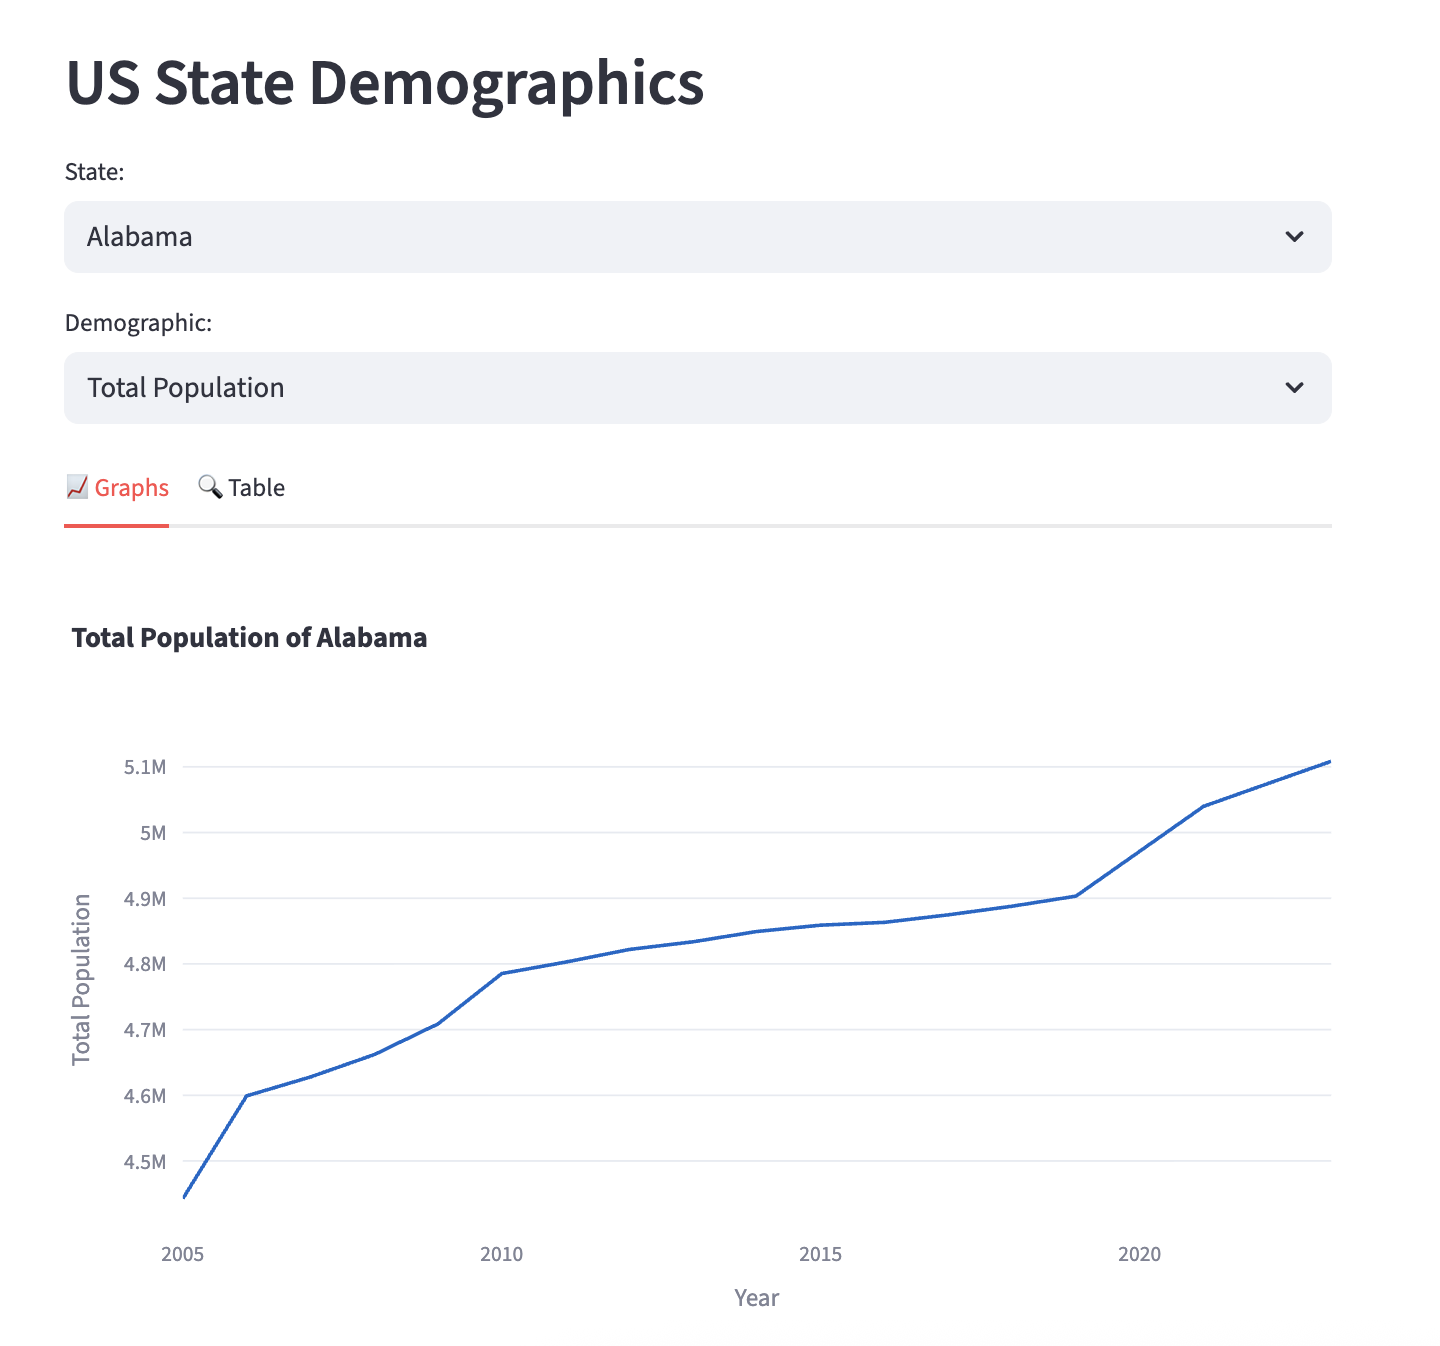 US State Demographics
State:
Alabama
Demographic:
Total Population
Graphs
Table
Total Population of Alabama
5.1M
5M
4.9M
4.8M
4.7M
4.6M
4.5M
Total Population
2005
2010
2015
2020
Year